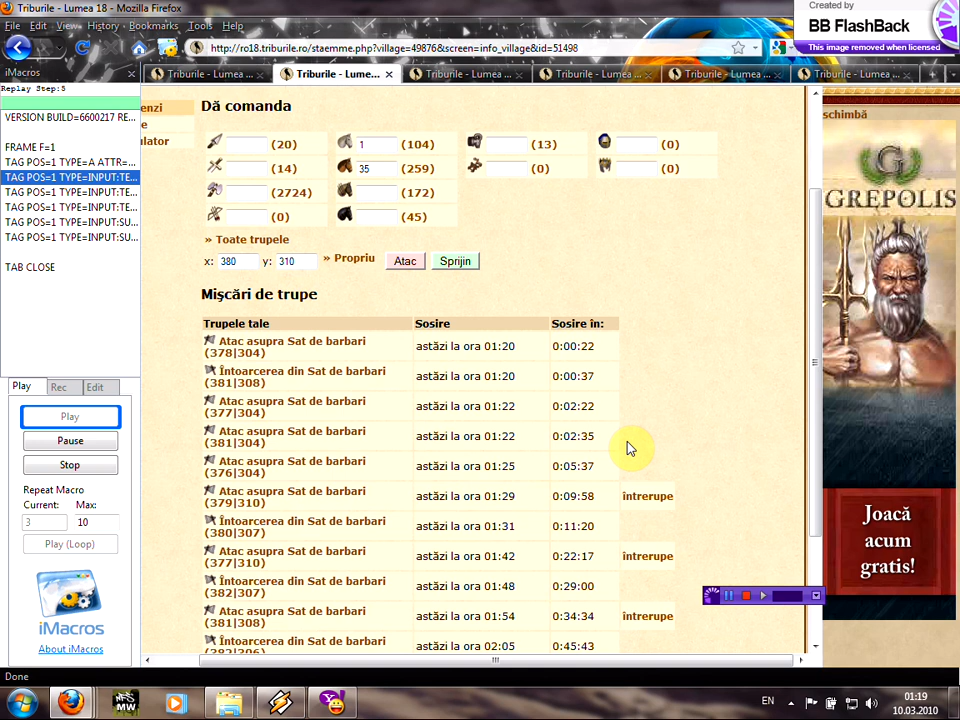 Triburile - Lumea 18 - Mozilla Firefox
Created by
BB FlashBack
This image removed when licensed
File Edit View History Bookmarks Tools Help
http://ro18.triburile.ro/staemme.php?village=49876&screen=info_village&id=51498
iMacros
Triburile - Lumea ...
Triburile - Lume...
Triburile - Lumea ...
Triburile - Lumea ...
Triburile - Lumea ...
Triburile - Lumea ...
Replay Step:5
VERSION BUILD=6600217 RE...
FRAME F=1
TAG POS=1 TYPE=A ATTR=...
TAG POS=1 TYPE=INPUT:TE...
TAG POS=1 TYPE=INPUT:TE...
TAG POS=1 TYPE=INPUT:TE...
TAG POS=1 TYPE=INPUT:SU...
TAG POS=1 TYPE=INPUT:SU...
TAB CLOSE
Play Rec Edit
Play
Pause
Stop
Repeat Macro
Current: Max:
3 10
Play (Loop)
iMacros
About iMacros
enzi
e
ulator
Dă comanda
(20) 1 (104) (13) (0)
(14) 35 (259) (0) (0)
(2724) (172)
(0) (45)
» Toate trupele
x: 380 y: 310 » Propriu Atac Sprijin
Mişcări de trupe
Trupele tale Sosire Sosire în:
Atac asupra Sat de barbari
(378|304) astăzi la ora 01:20 0:00:22
Întoarcerea din Sat de barbari
(381|308) astăzi la ora 01:20 0:00:37
Atac asupra Sat de barbari
(377|304) astăzi la ora 01:22 0:02:22
Atac asupra Sat de barbari
(381|304) astăzi la ora 01:22 0:02:35
Atac asupra Sat de barbari
(376|304) astăzi la ora 01:25 0:05:37
Atac asupra Sat de barbari
(379|310) astăzi la ora 01:29 0:09:58 întrerupe
Întoarcerea din Sat de barbari
(380|307) astăzi la ora 01:31 0:11:20
Atac asupra Sat de barbari
(377|310) astăzi la ora 01:42 0:22:17 întrerupe
Întoarcerea din Sat de barbari
(382|307) astăzi la ora 01:48 0:29:00
Atac asupra Sat de barbari
(381|308) astăzi la ora 01:54 0:34:34 întrerupe
Întoarcerea din Sat de barbari
(382|306) astăzi la ora 02:05 0:45:43
schimbă
G
GREPOLIS
Joacă
acum
gratis!
Done
NFS
MW
EN
01:19
10.03.2010